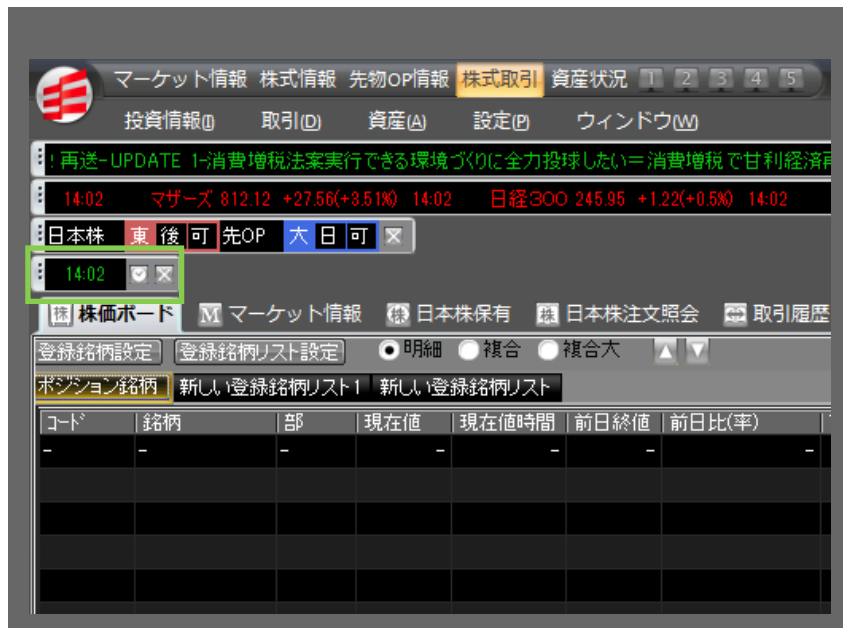 マーケット情報 株式情報 先物OP情報 株式取引 資産状況 1 2 3 4 5
投資情報(I) 取引(D) 資産(A) 設定(P) ウィンドウ(W)
! 再送-UPDATE 1-消費増税法案実行できる環境づくりに全力投球したい=消費増税で甘利経済再
14:02 マザーズ 812.12 +27.56(+3.51%) 14:02 日経300 245.95 +1.22(+0.5%) 14:02
日本株 東 後 可 先OP 大 日 可
14:02
株 株価ボード M マーケット情報 株 日本株保有 株 日本株注文照会 取引履歴
登録銘柄設定 登録銘柄リスト設定 明細 複合 複合大
ポジション銘柄 新しい登録銘柄リスト1 新しい登録銘柄リスト
コード 銘柄 部 現在値 現在値時間 前日終値 前日比(率)
- - - - - - -